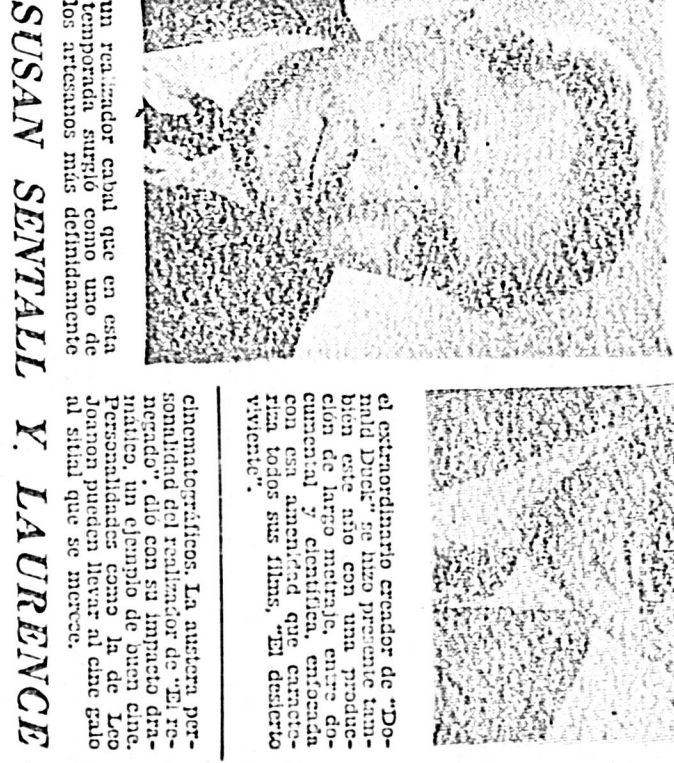 el extraordinario creador de "Do-
nald Duck" se hizo presente tam-
bién este año con una produc-
ción de largo metraje, entre do-
cumental y científica, enfocada
con esa amenidad que caracte-
riza todos sus films, "El desierto
viviente".
un realizador cabal que en esta
temporada surgió como uno de
los artesanos más definidamente
cinematográficos. La austera per-
sonalidad del realizador de "El re-
negado", dió con su impacto dra-
mático, un ejemplo de buen cine.
Personalidades como la de Leo
Joanon pueden llevar al cine galo
al sitial que se merece.
SUSAN SENTALL Y. LAURENCE